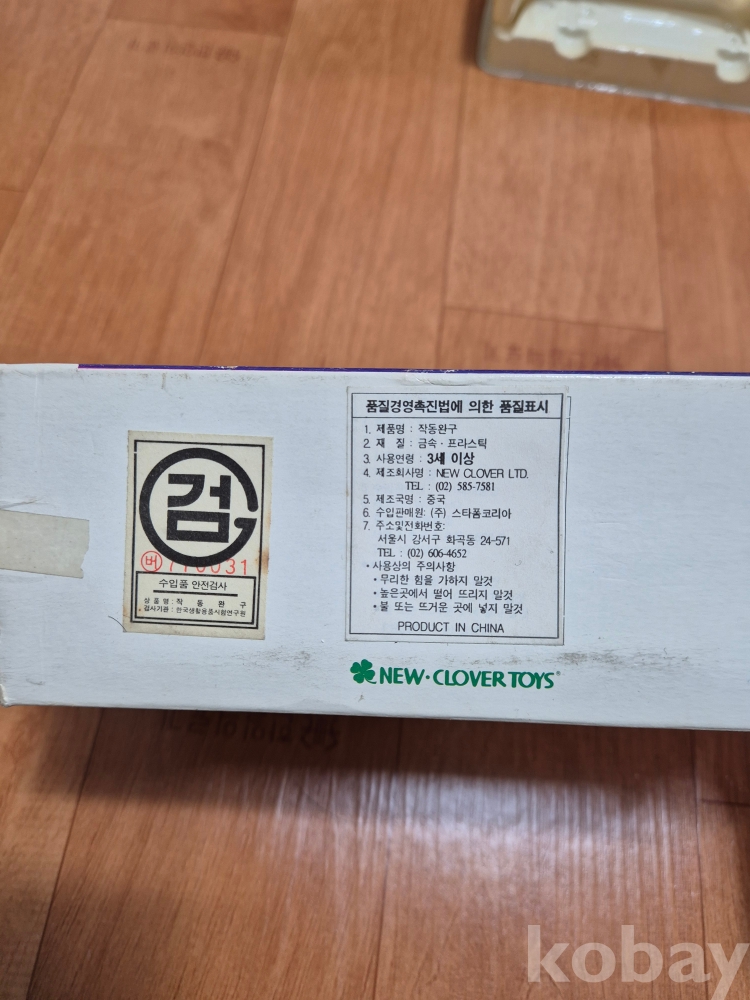 검
버 770031
수입품 안전검사
상 품 명 : 작 동 완 구
검사기관 : 한국생활용품시험연구원
품질경영촉진법에 의한 품질표시
1. 제품명 : 작동완구
2. 재 질 : 금속 · 프라스틱
3. 사용연령 : 3세 이상
4. 제조회사명 : NEW CLOVER LTD.
TEL : (02) 585-7581
5. 제조국명 : 중국
6. 수입판매원: (주) 스타폼코리아
7. 주소및전화번호:
서울시 강서구 화곡동 24-571
TEL : (02) 606-4652
• 사용상의 주의사항
• 무리한 힘을 가하지 말것
• 높은곳에서 떨어 뜨리지 말것
• 불 또는 뜨거운 곳에 넣지 말것
PRODUCT IN CHINA
NEW·CLOVER TOYS
kobay